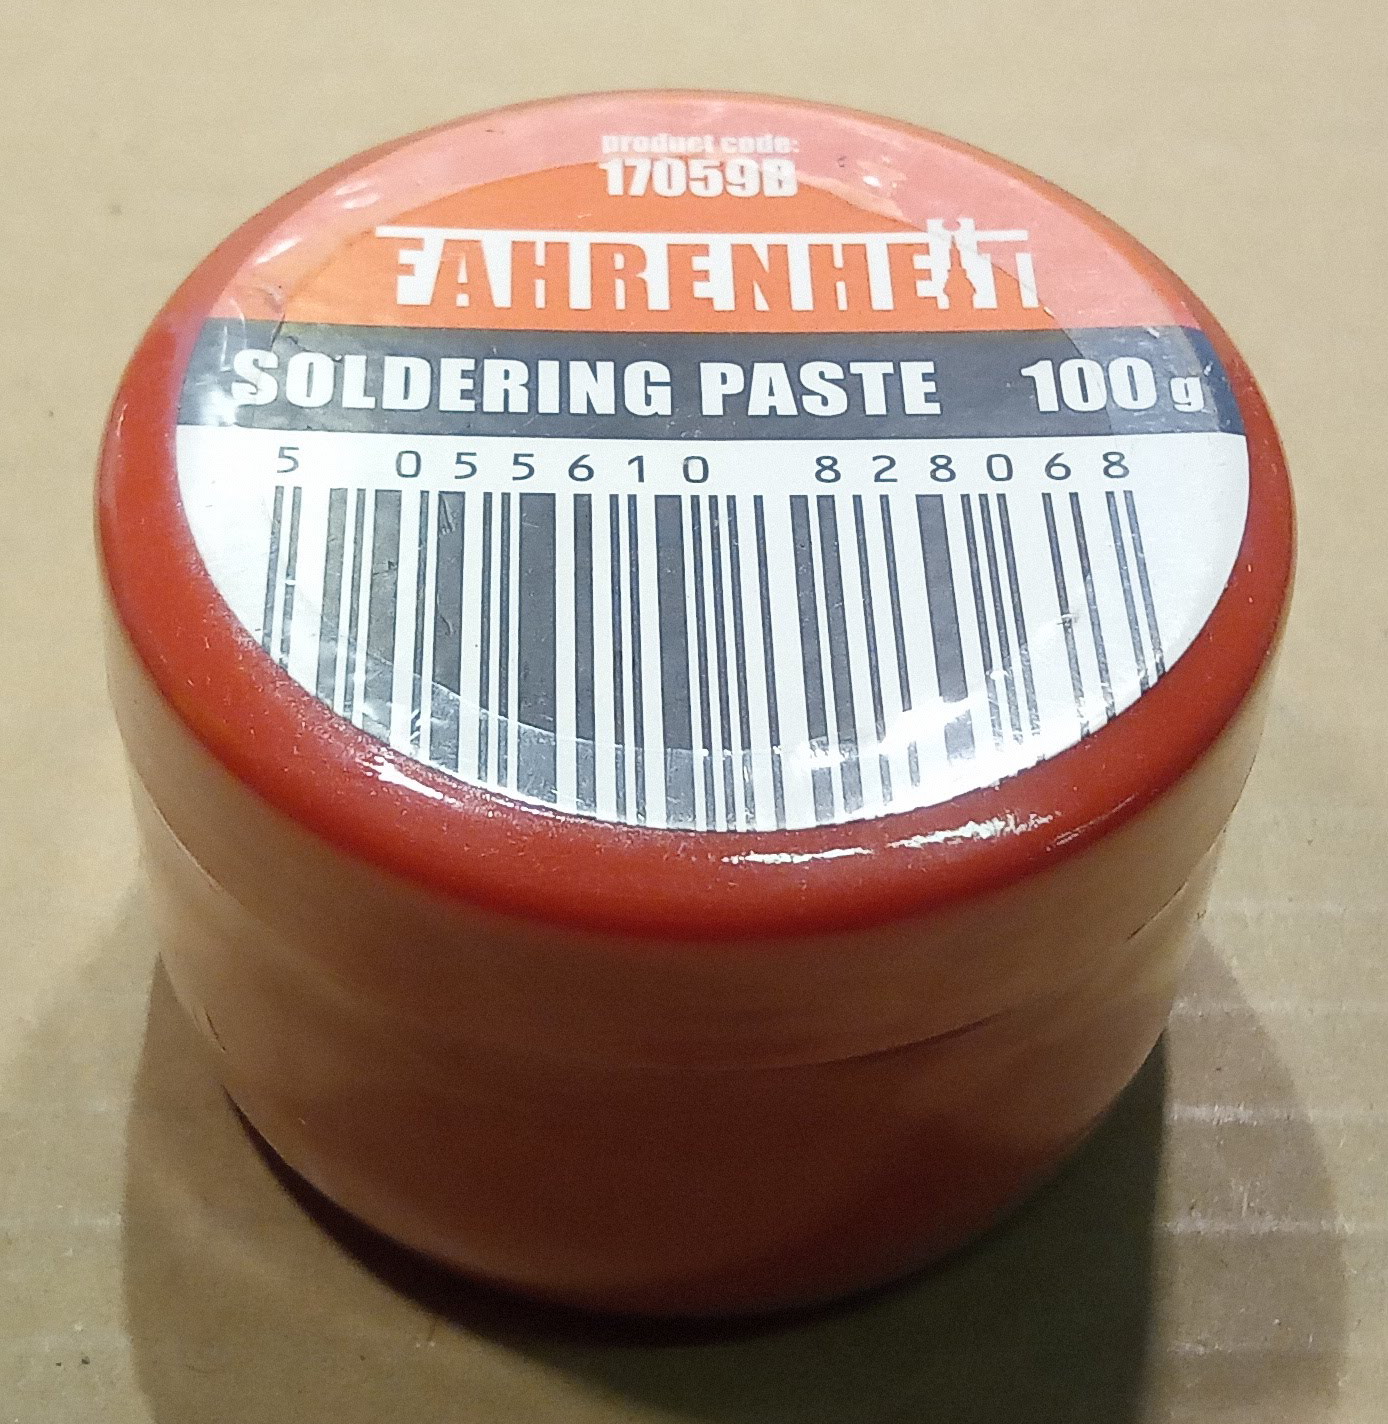 product code:
17059B
FAHRENHEIT
SOLDERING PASTE 100 g
5 055610 828068